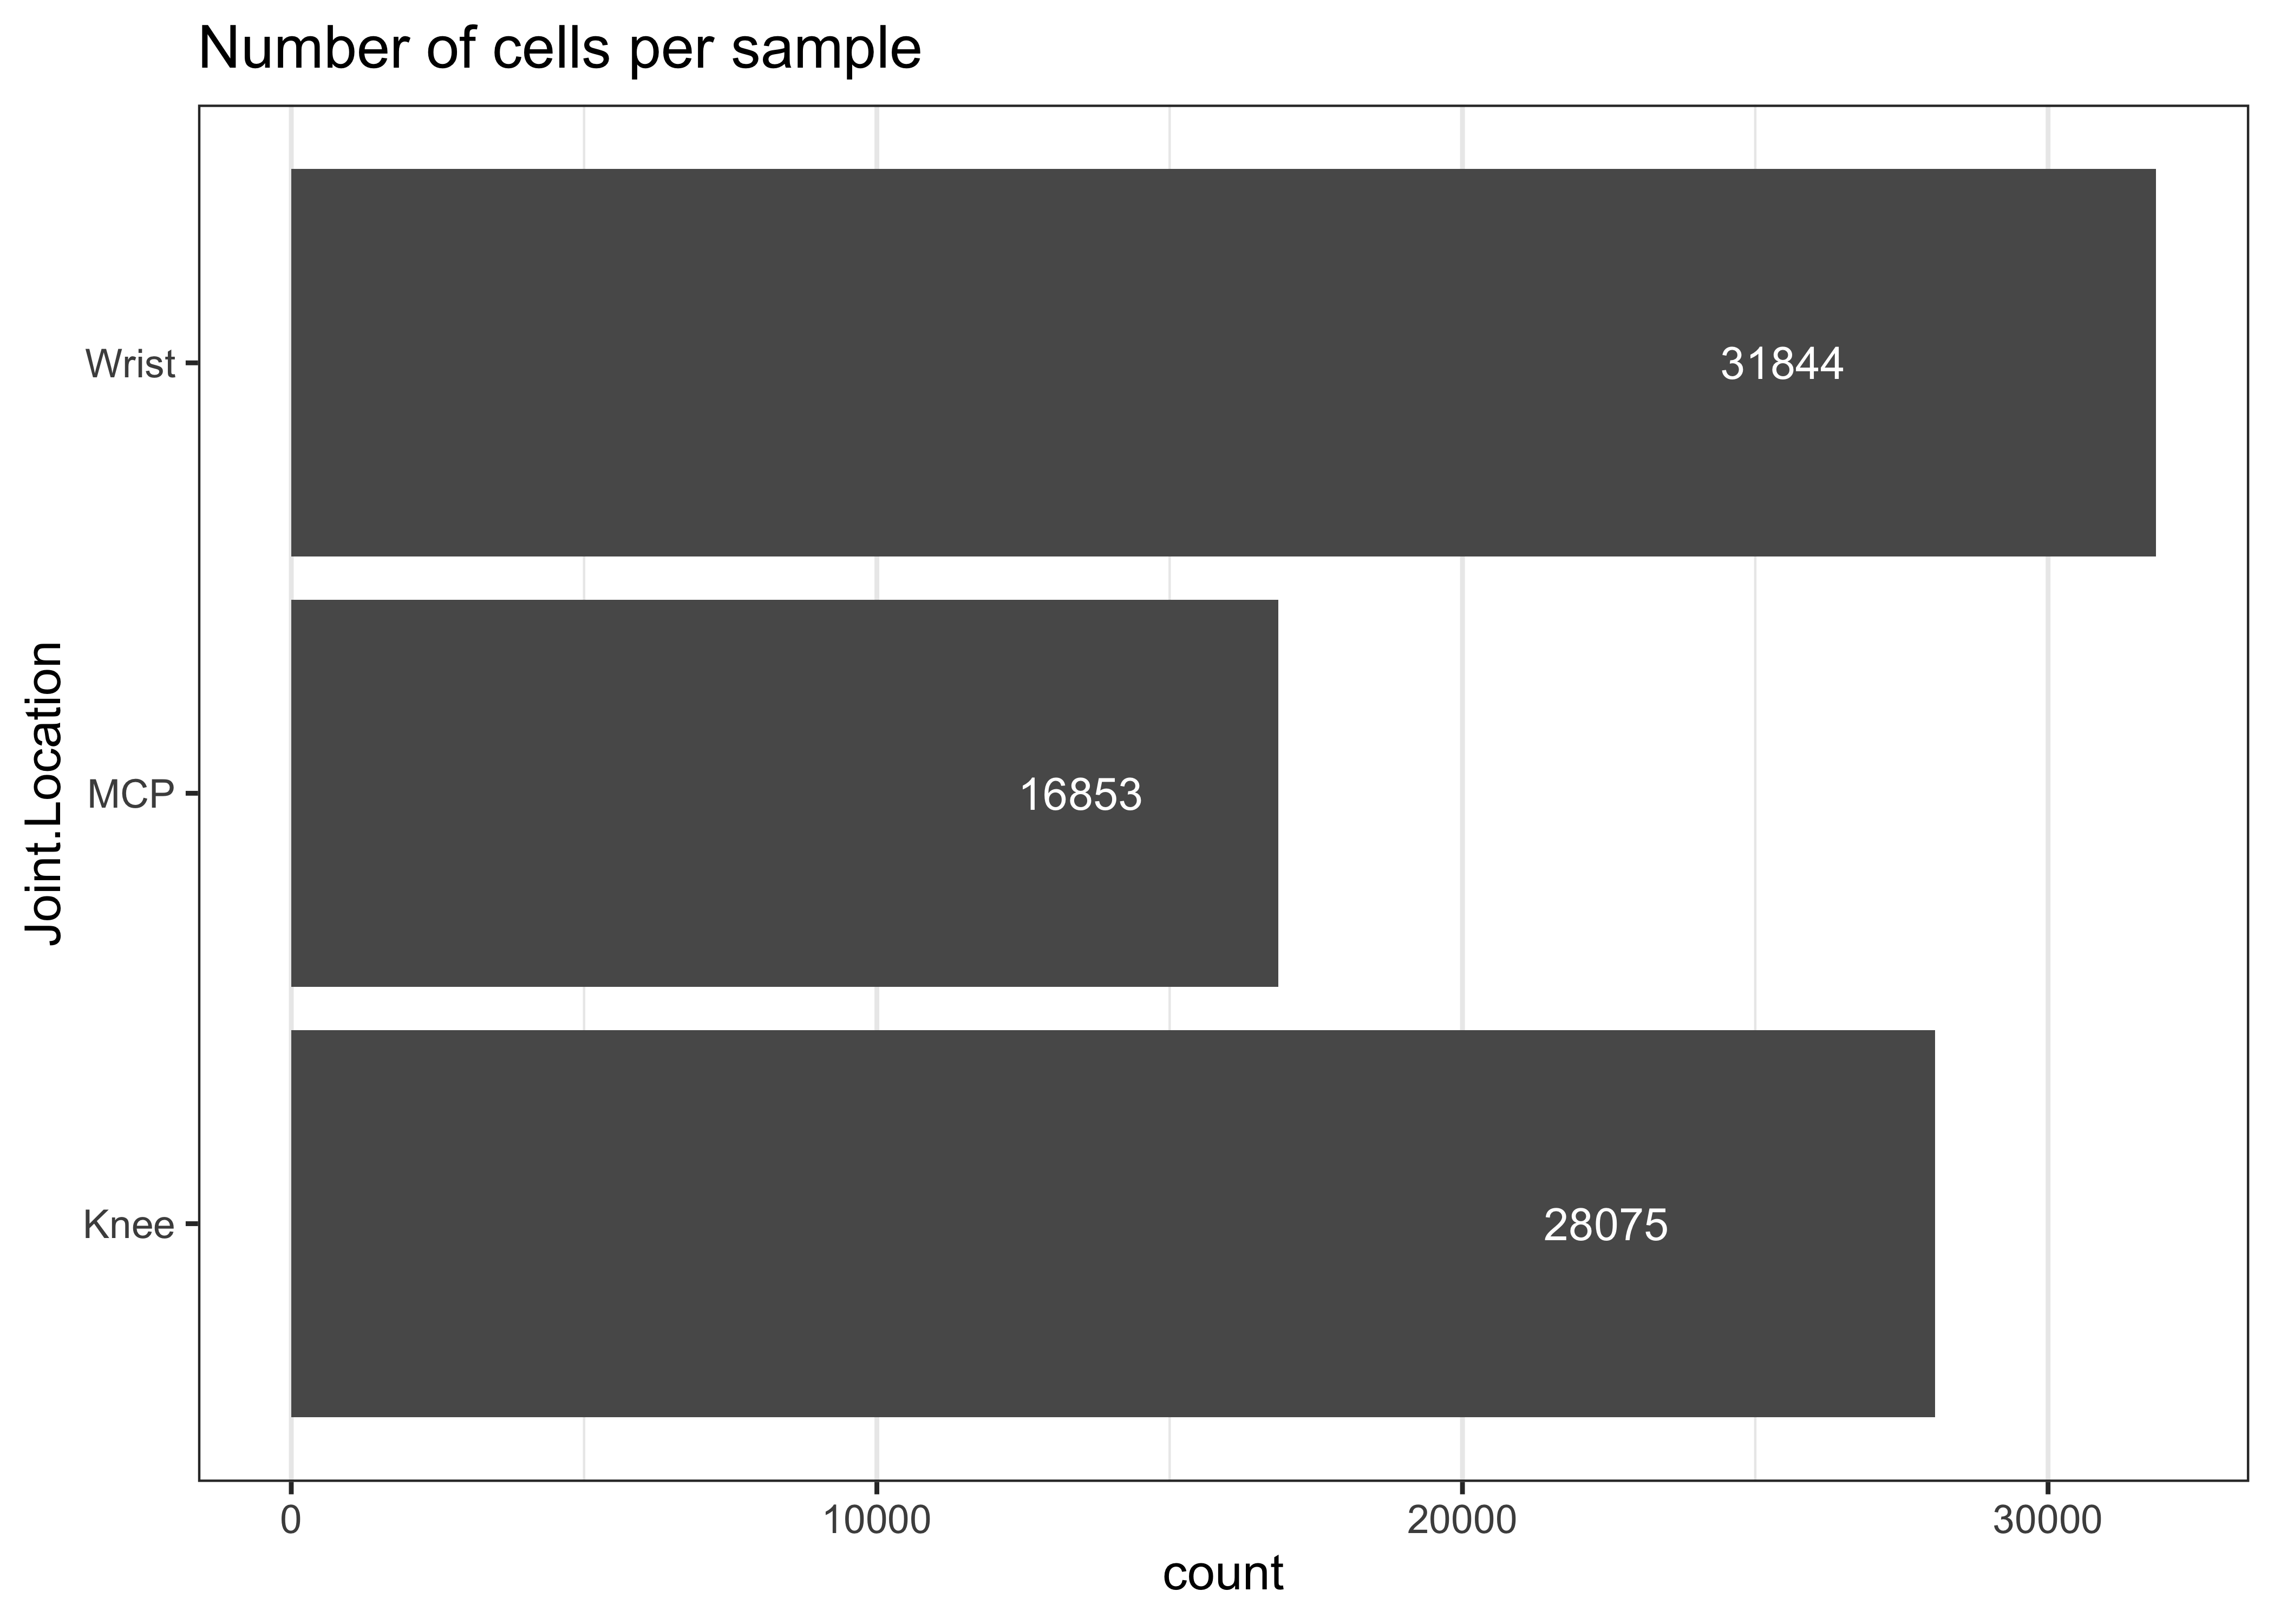 Number of cells per sample
Joint.Location
Wrist
31844
MCP
16853
Knee
28075
0
10000
20000
30000
count